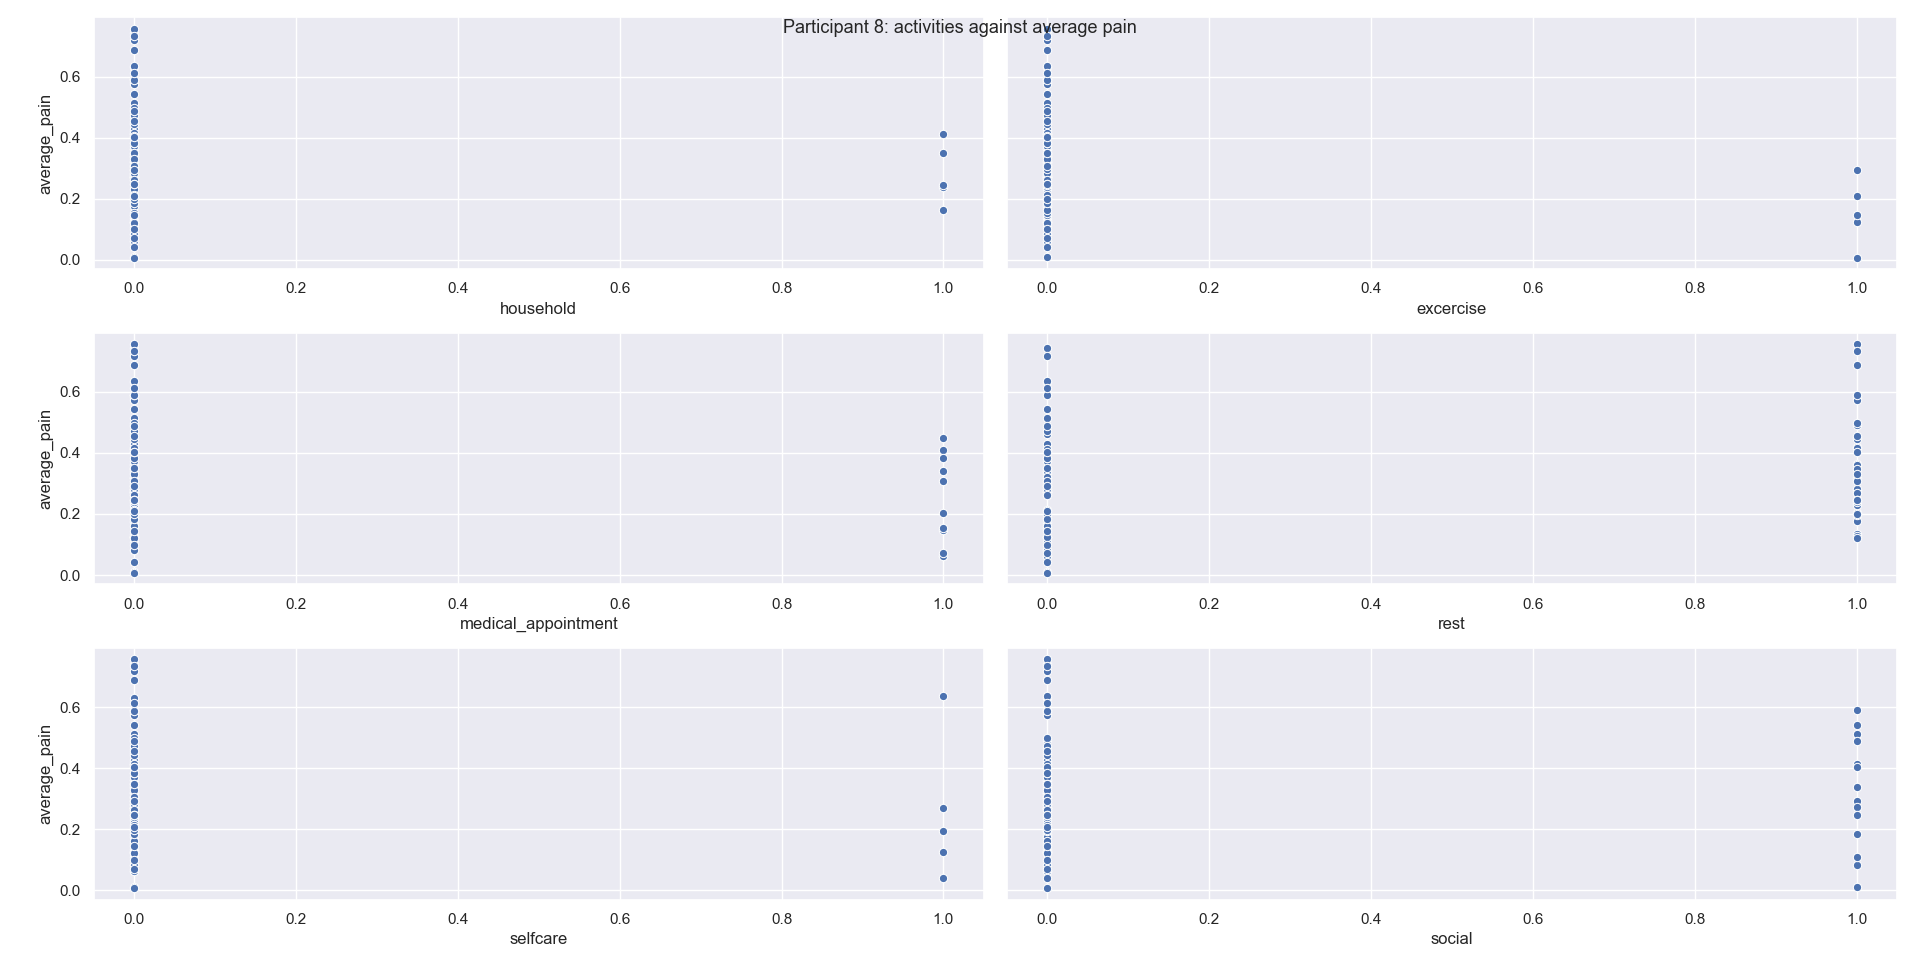 Participant 8: activities against average pain
average_pain
0.6
0.4
0.2
0.0
0.0 0.2 0.4 0.6 0.8 1.0
household
0.0 0.2 0.4 0.6 0.8 1.0
excercise
average_pain
0.6
0.4
0.2
0.0
0.0 0.2 0.4 0.6 0.8 1.0
medical_appointment
0.0 0.2 0.4 0.6 0.8 1.0
rest
average_pain
0.6
0.4
0.2
0.0
0.0 0.2 0.4 0.6 0.8 1.0
selfcare
0.0 0.2 0.4 0.6 0.8 1.0
social